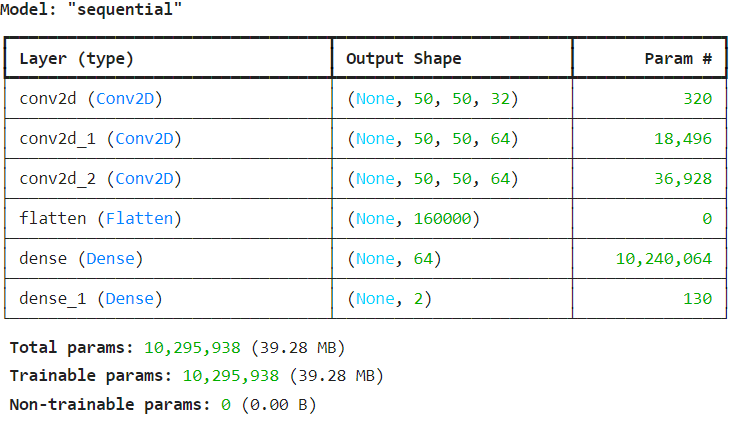 Model: "sequential"
Layer (type) Output Shape Param #
conv2d (Conv2D) (None, 50, 50, 32) 320
conv2d_1 (Conv2D) (None, 50, 50, 64) 18,496
conv2d_2 (Conv2D) (None, 50, 50, 64) 36,928
flatten (Flatten) (None, 160000) 0
dense (Dense) (None, 64) 10,240,064
dense_1 (Dense) (None, 2) 130
Total params: 10,295,938 (39.28 MB)
Trainable params: 10,295,938 (39.28 MB)
Non-trainable params: 0 (0.00 B)